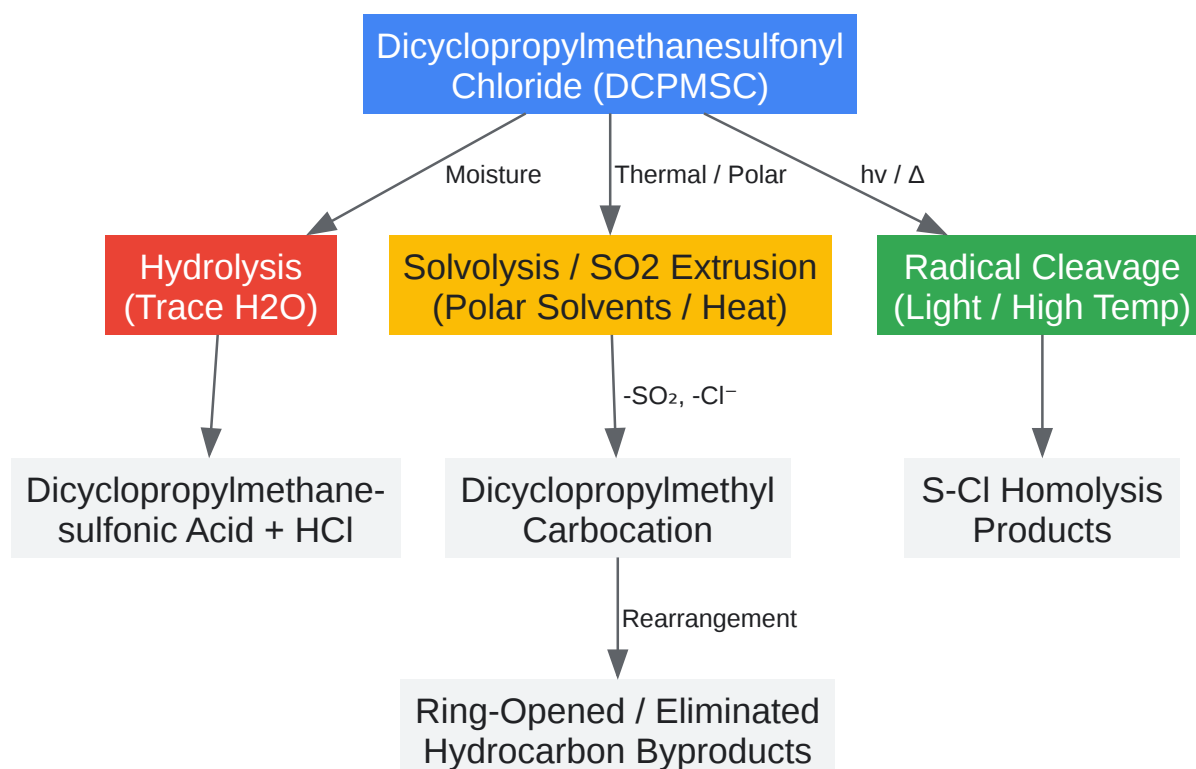 Dicyclopropylmethanesulfonyl
Chloride (DCPMSC)
Moisture
Thermal / Polar
hv / Δ
Hydrolysis
(Trace H2O)
Solvolysis / SO2 Extrusion
(Polar Solvents / Heat)
Radical Cleavage
(Light / High Temp)
-SO₂, -Cl⁻
Dicyclopropylmethane-
sulfonic Acid + HCl
Dicyclopropylmethyl
Carbocation
S-Cl Homolysis
Products
Rearrangement
Ring-Opened / Eliminated
Hydrocarbon Byproducts